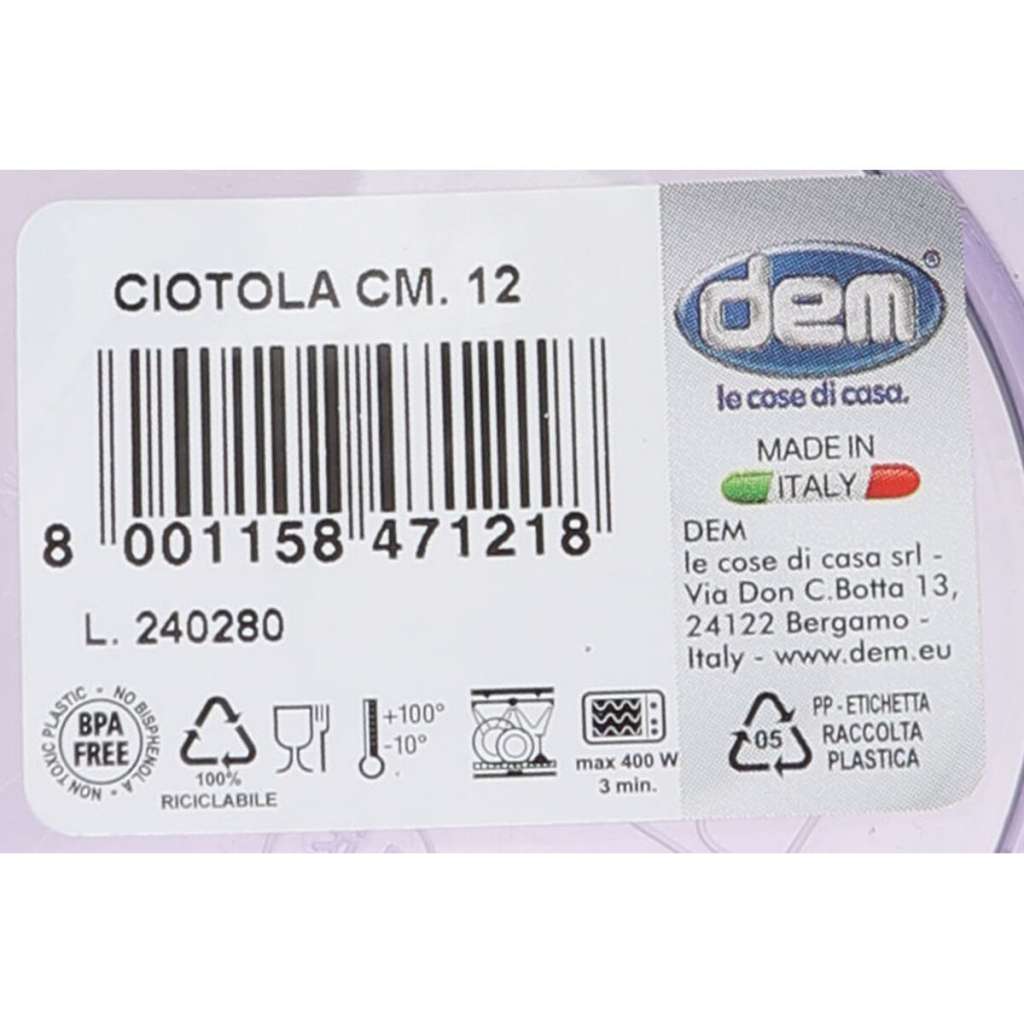 CIOTOLA CM. 12
8 001158 471218
L. 240280
NON TOXIC PLASTIC - NO BISPHENOL A -
BPA
FREE
100%
RICICLABILE
+100°
-10°
max 400 W
3 min.
dem®
le cose di casa.
MADE IN
ITALY
DEM
le cose di casa srl -
Via Don C.Botta 13,
24122 Bergamo -
Italy - www.dem.eu
05
PP - ETICHETTA
RACCOLTA
PLASTICA